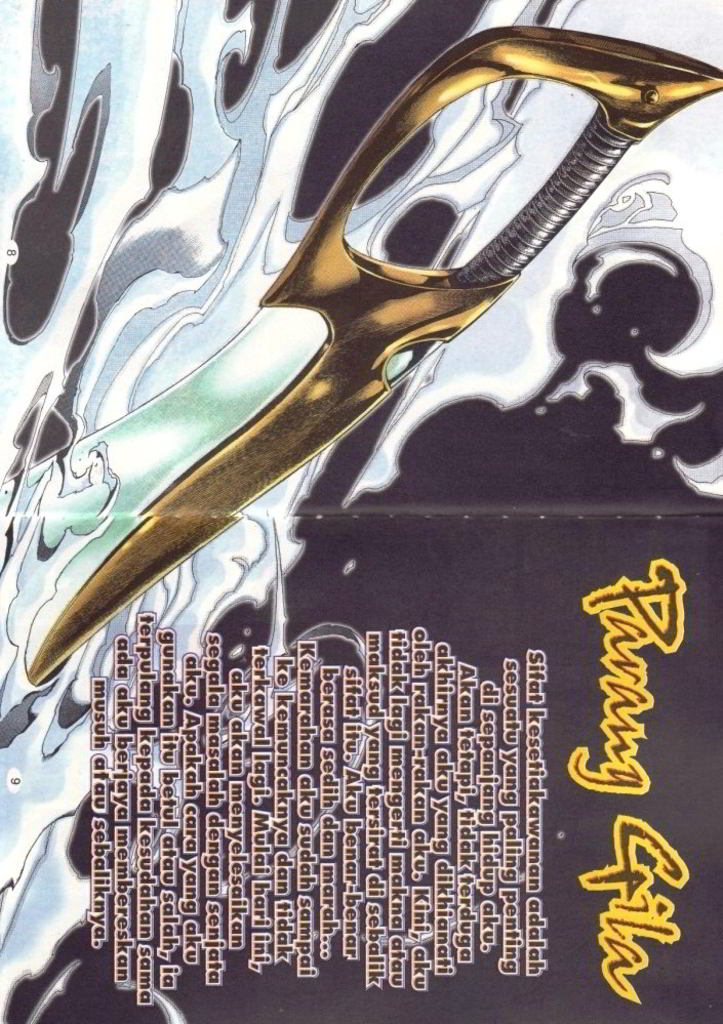 Parang Gila
Sifat kesetiakawanan adalah
sesuatu yang paling penting
di sepanjang hidup aku.
Akan tetapi, tidak terduga
akhirnya aku yang dikhianati
oleh rakan-rakan aku. Kini, aku
tidak lagi mengerti makna atau
maksud yang tersirat di sebalik
sifat itu. Aku benar-benar
berasa sedih dan marah...
Kemarahan aku sudah sampai
ke kemuncaknya dan tidak
terkawal lagi. Mulai hari ini,
aku akan menyelesaikan
segala masalah dengan senjata
aku. Apakah cara yang aku
gunakan itu betul atau salah, ia
terpulang kepada kesudahan sama
ada aku berjaya membereskan
musuh atau sebaliknya.
8
9